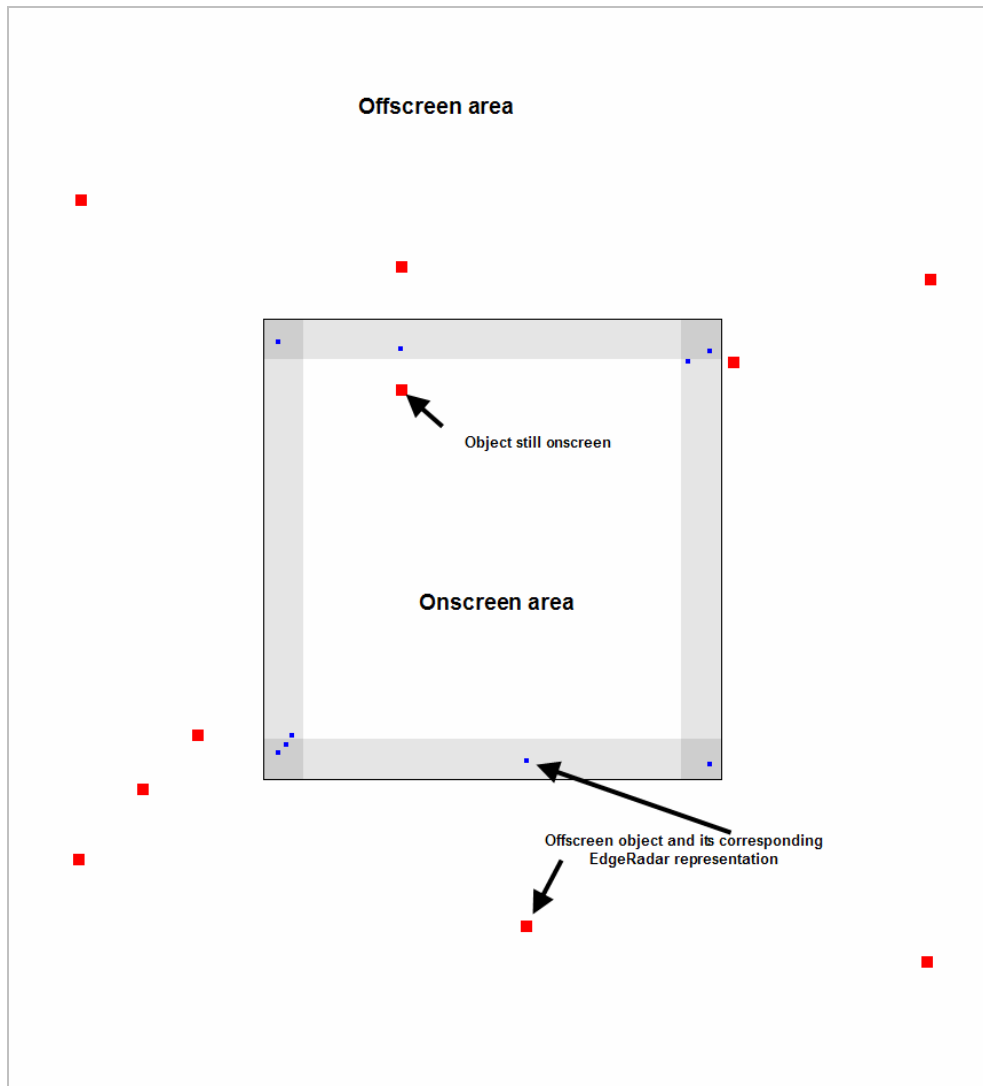 Offscreen area
Object still onscreen
Onscreen area
Offscreen object and its corresponding
EdgeRadar representation